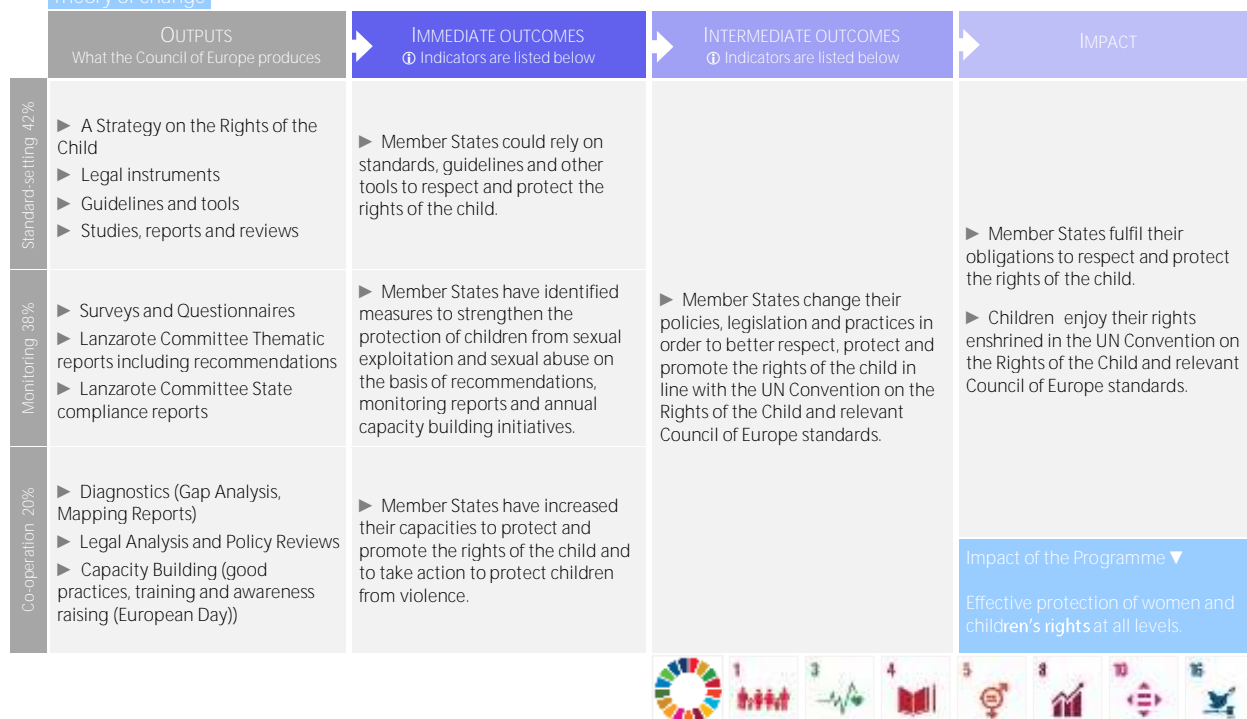 Theory of change
OUTPUTS
What the Council of Europe produces
IMMEDIATE OUTCOMES
🛈 Indicators are listed below
INTERMEDIATE OUTCOMES
🛈 Indicators are listed below
IMPACT
Standard-setting 42%
► A Strategy on the Rights of the
Child
► Legal instruments
► Guidelines and tools
► Studies, reports and reviews
► Member States could rely on
standards, guidelines and other
tools to respect and protect the
rights of the child.
Monitoring 38%
► Surveys and Questionnaires
► Lanzarote Committee Thematic
reports including recommendations
► Lanzarote Committee State
compliance reports
► Member States have identified
measures to strengthen the
protection of children from sexual
exploitation and sexual abuse on
the basis of recommendations,
monitoring reports and annual
capacity building initiatives.
Co-operation 20%
► Diagnostics (Gap Analysis,
Mapping Reports)
► Legal Analysis and Policy Reviews
► Capacity Building (good
practices, training and awareness
raising (European Day))
► Member States have increased
their capacities to protect and
promote the rights of the child and
to take action to protect children
from violence.
► Member States change their
policies, legislation and practices in
order to better respect, protect and
promote the rights of the child in
line with the UN Convention on the
Rights of the Child and relevant
Council of Europe standards.
► Member States fulfil their
obligations to respect and protect
the rights of the child.
► Children enjoy their rights
enshrined in the UN Convention on
the Rights of the Child and relevant
Council of Europe standards.
Impact of the Programme ▼
Effective protection of women and
children's rights at all levels.
1 3 4 5 8 10 16